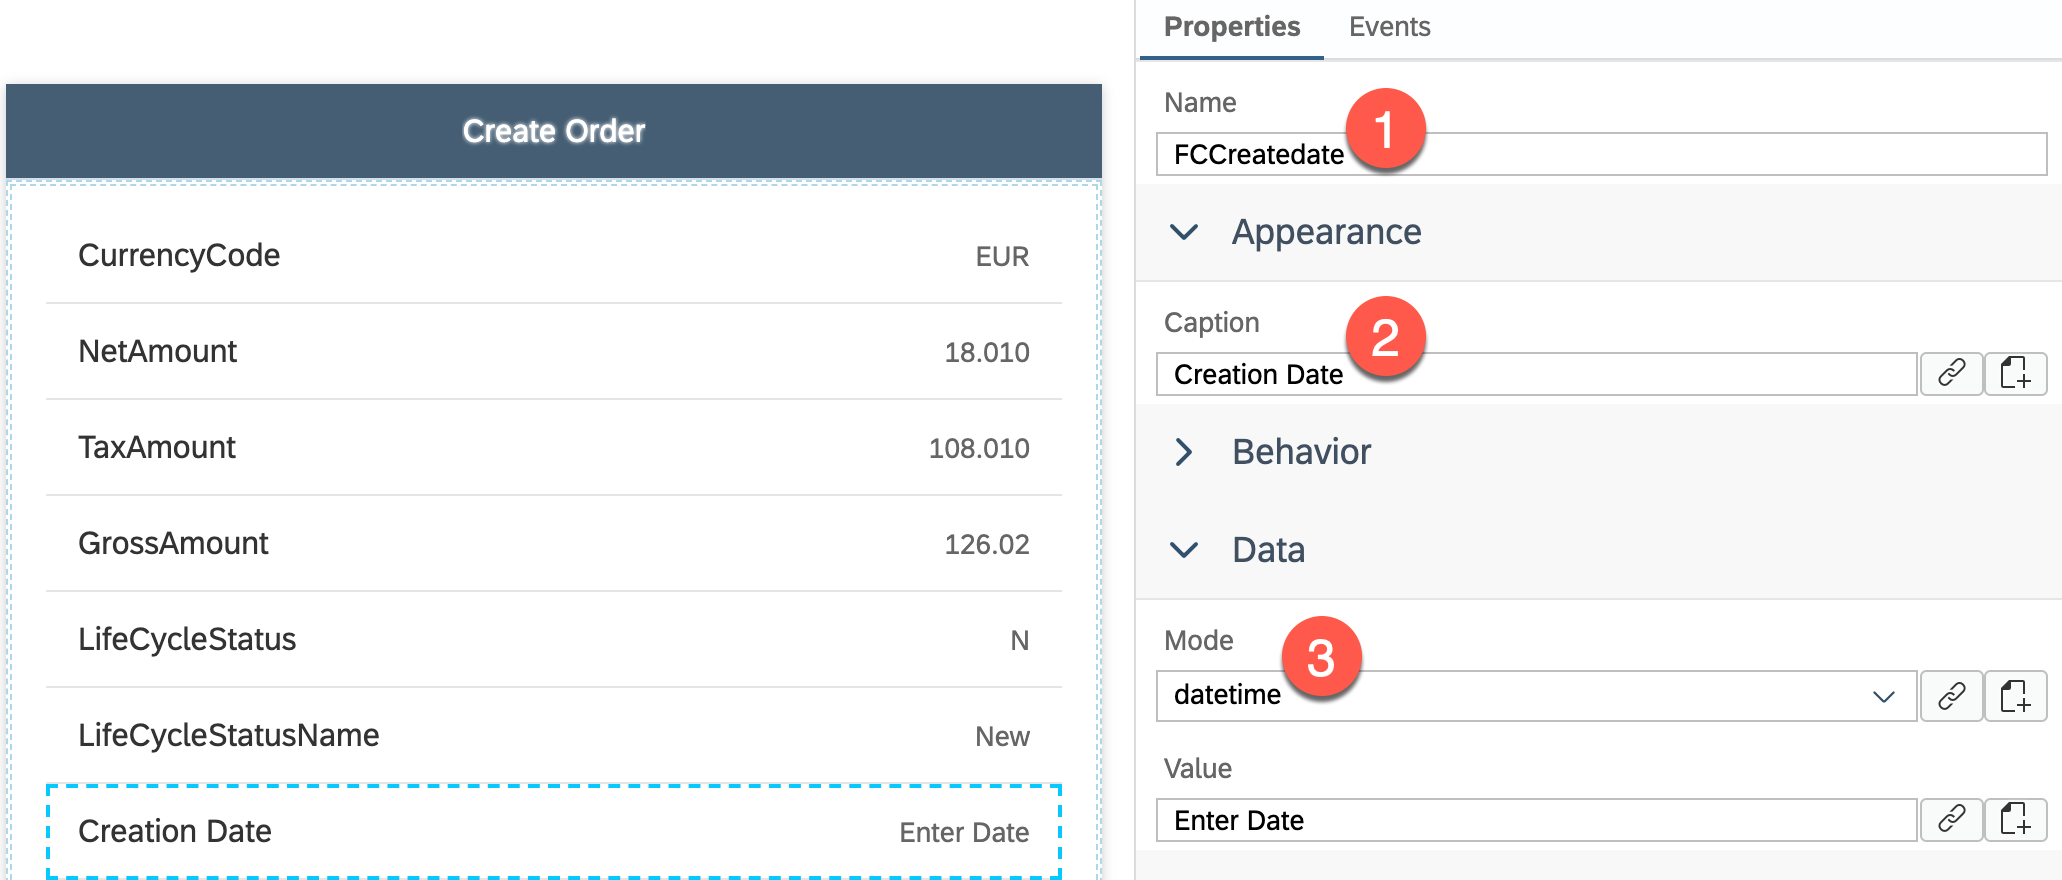 Create Order
CurrencyCode EUR
NetAmount 18.010
TaxAmount 108.010
GrossAmount 126.02
LifeCycleStatus N
LifeCycleStatusName New
Creation Date Enter Date
Properties Events
Name
1
FCCreatedate
Appearance
Caption
2
Creation Date
Behavior
Data
Mode
3
datetime
Value
Enter Date